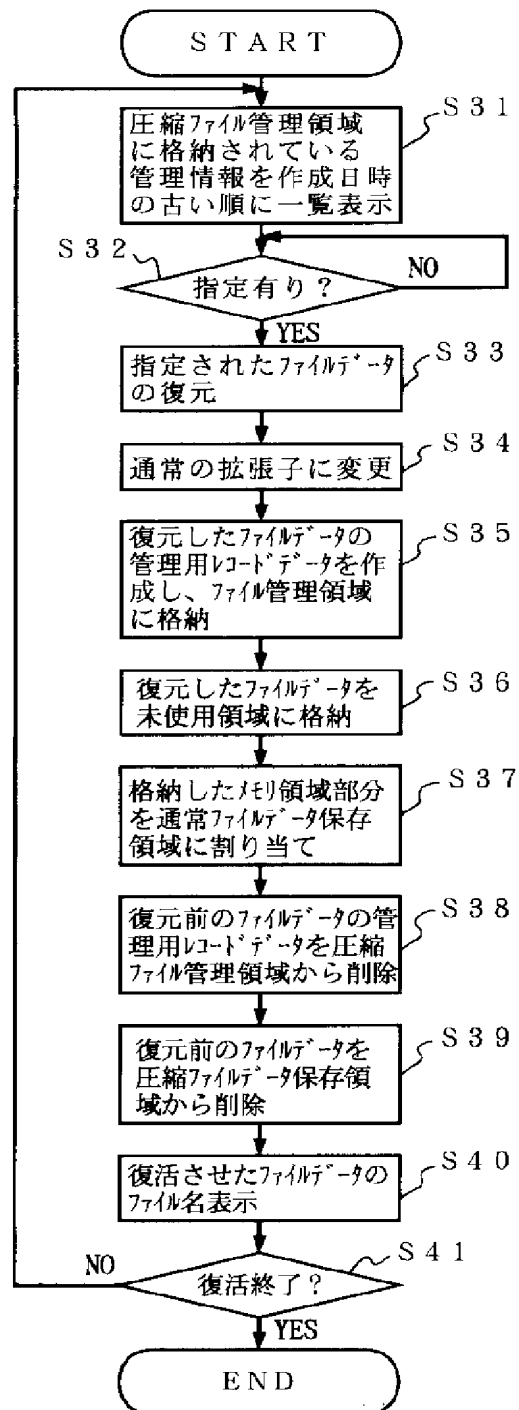 START
S31
圧縮ファイル管理領域
に格納されている
管理情報を作成日時
の古い順に一覧表示
S32
指定有り?
NO
YES
S33
指定されたファイルデータ
の復元
S34
通常の拡張子に変更
S35
復元したファイルデータの
管理用レコードデータを作
成し、ファイル管理領域
に格納
S36
復元したファイルデータを
未使用領域に格納
S37
格納したメモリ領域部分
を通常ファイルデータ保存
領域に割り当て
S38
復元前のファイルデータの管
理用レコードデータを圧縮
ファイル管理領域から削除
S39
復元前のファイルデータを
圧縮ファイルデータ保存領
域から削除
S40
復活させたファイルデータの
ファイル名表示
S41
NO
復活終了?
YES
END